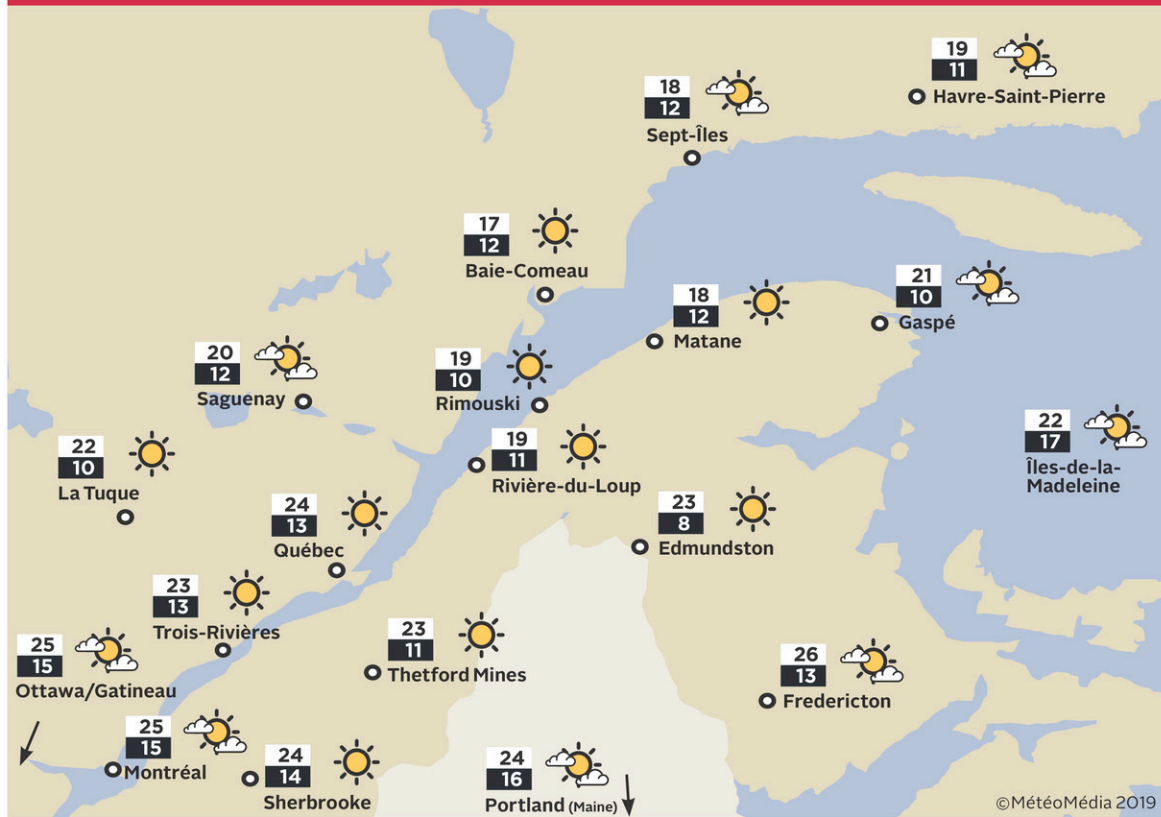 19
11
Havre-Saint-Pierre
18
12
Sept-Îles
17
12
Baie-Comeau
21
10
Gaspé
18
12
Matane
20
12
Saguenay
19
10
Rimouski
22
17
Îles-de-la-
Madeleine
22
10
La Tuque
19
11
Rivière-du-Loup
24
13
Québec
23
8
Edmundston
23
13
Trois-Rivières
25
15
Ottawa/Gatineau
23
11
Thetford Mines
26
13
Fredericton
25
15
Montréal
24
14
Sherbrooke
24
16
Portland (Maine)
©MétéoMédia 2019